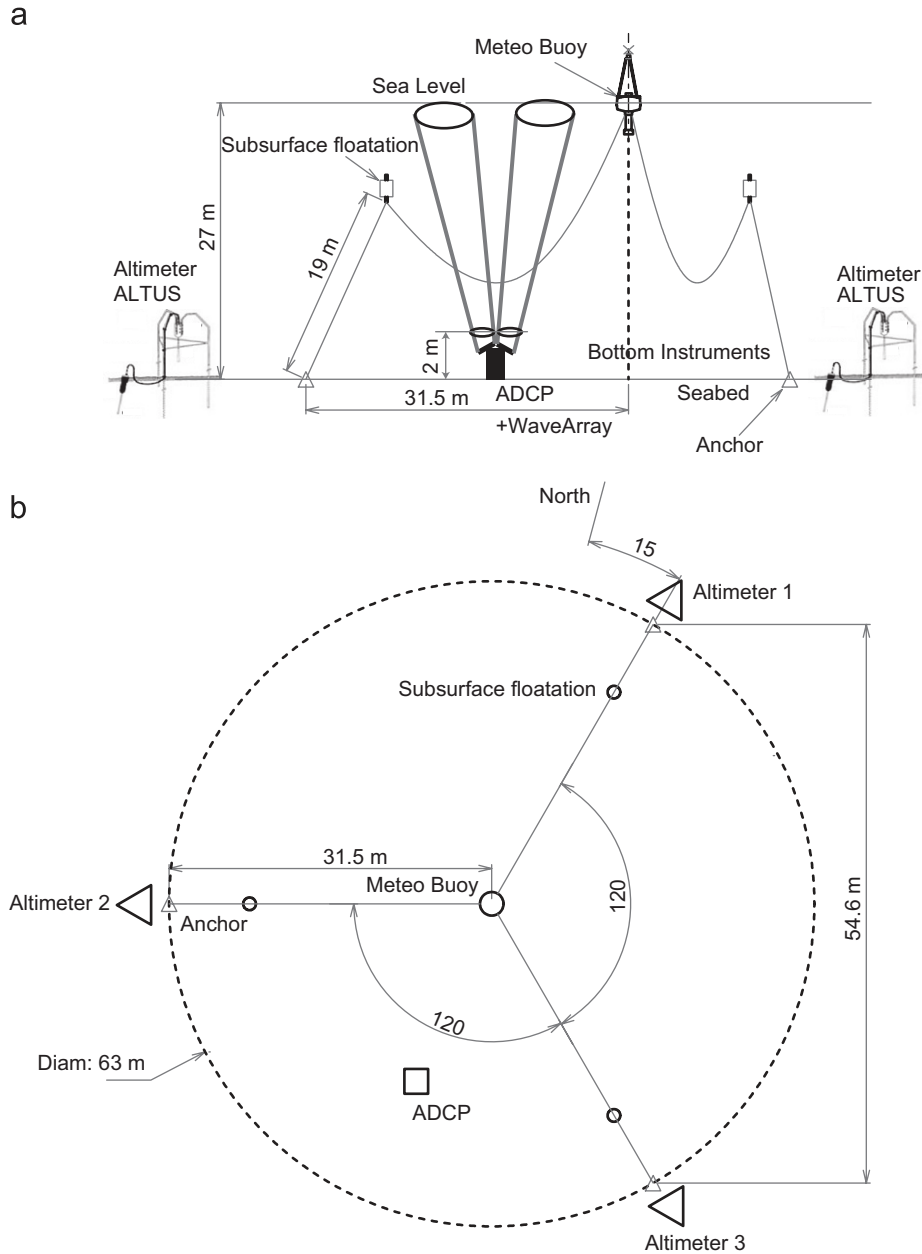 a
Meteo Buoy
Sea Level
Subsurface floatation
27 m
19 m
Altimeter
ALTUS
Altimeter
ALTUS
2 m
Bottom Instruments
ADCP
31.5 m
Seabed
+WaveArray
Anchor
b
North
15
Altimeter 1
Subsurface floatation
31.5 m
Meteo Buoy
120
54.6 m
Altimeter 2
Anchor
120
Diam: 63 m
ADCP
Altimeter 3